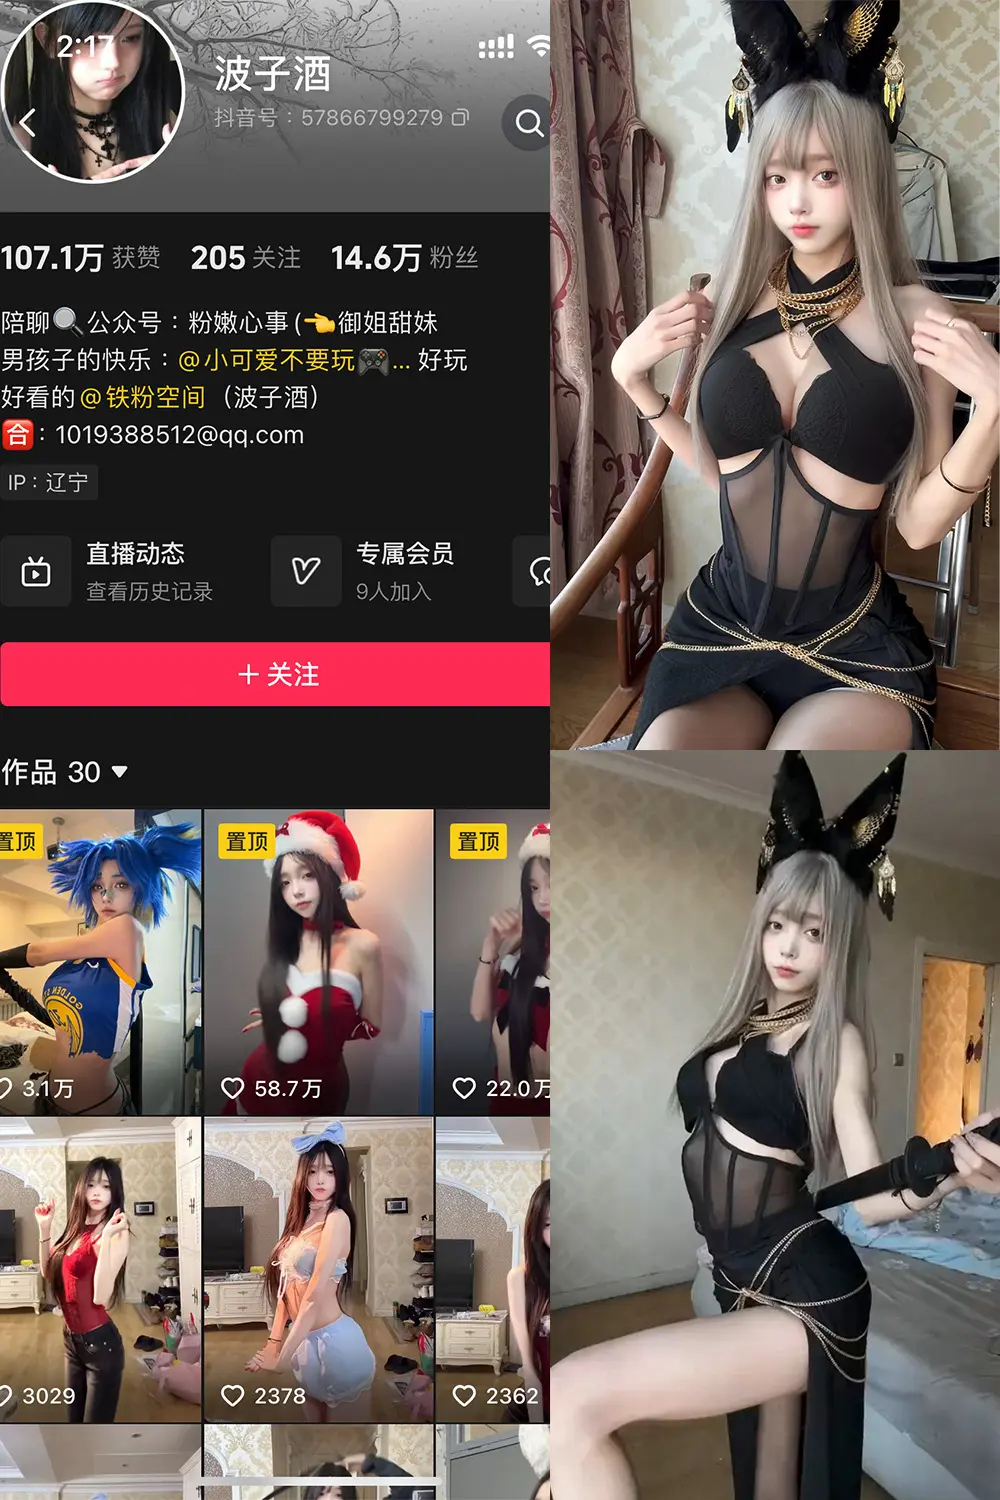 2:17
波子酒
抖音号：57866799279
107.1万 获赞 205 关注 14.6万 粉丝
陪聊🔍公众号：粉嫩心事(👈御姐甜妹
男孩子的快乐：@小可爱不要玩🎮... 好玩
好看的@铁粉空间（波子酒）
合：1019388512@qq.com
IP：辽宁
直播动态
查看历史记录
专属会员
9人加入
+ 关注
作品 30
置顶
置顶
置顶
GOLDEN
3.1万
58.7万
22.0万
3029
2378
2362